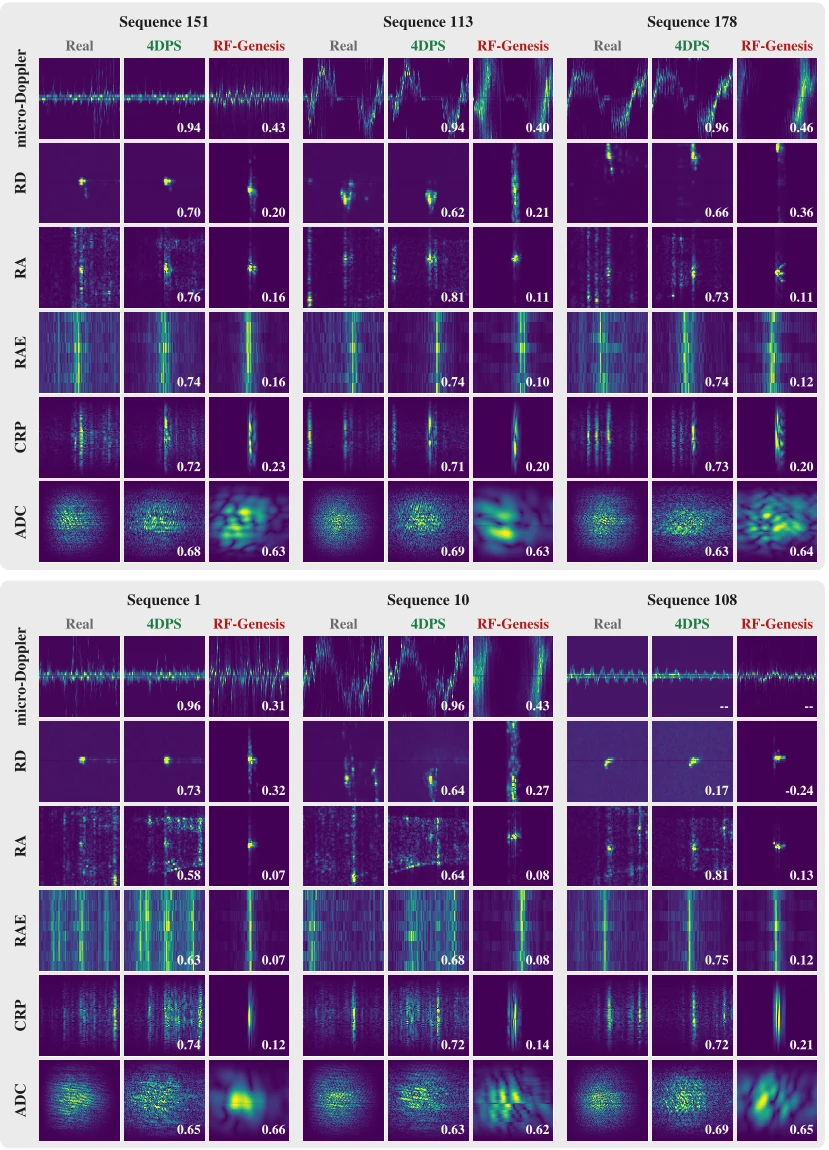 Sequence 151 Sequence 113 Sequence 178
Real 4DPS RF-Genesis Real 4DPS RF-Genesis Real 4DPS RF-Genesis
micro-Doppler 0.94 0.43 0.94 0.40 0.96 0.46
RD 0.70 0.20 0.62 0.21 0.66 0.36
RA 0.76 0.16 0.81 0.11 0.73 0.11
RAE 0.74 0.16 0.74 0.10 0.74 0.12
CRP 0.72 0.23 0.71 0.20 0.73 0.20
ADC 0.68 0.63 0.69 0.63 0.63 0.64
Sequence 1 Sequence 10 Sequence 108
Real 4DPS RF-Genesis Real 4DPS RF-Genesis Real 4DPS RF-Genesis
micro-Doppler 0.96 0.31 0.96 0.43 -- --
RD 0.73 0.32 0.64 0.27 0.17 -0.24
RA 0.58 0.07 0.64 0.08 0.81 0.13
RAE 0.63 0.07 0.68 0.08 0.75 0.12
CRP 0.74 0.12 0.72 0.14 0.72 0.21
ADC 0.65 0.66 0.63 0.62 0.69 0.65